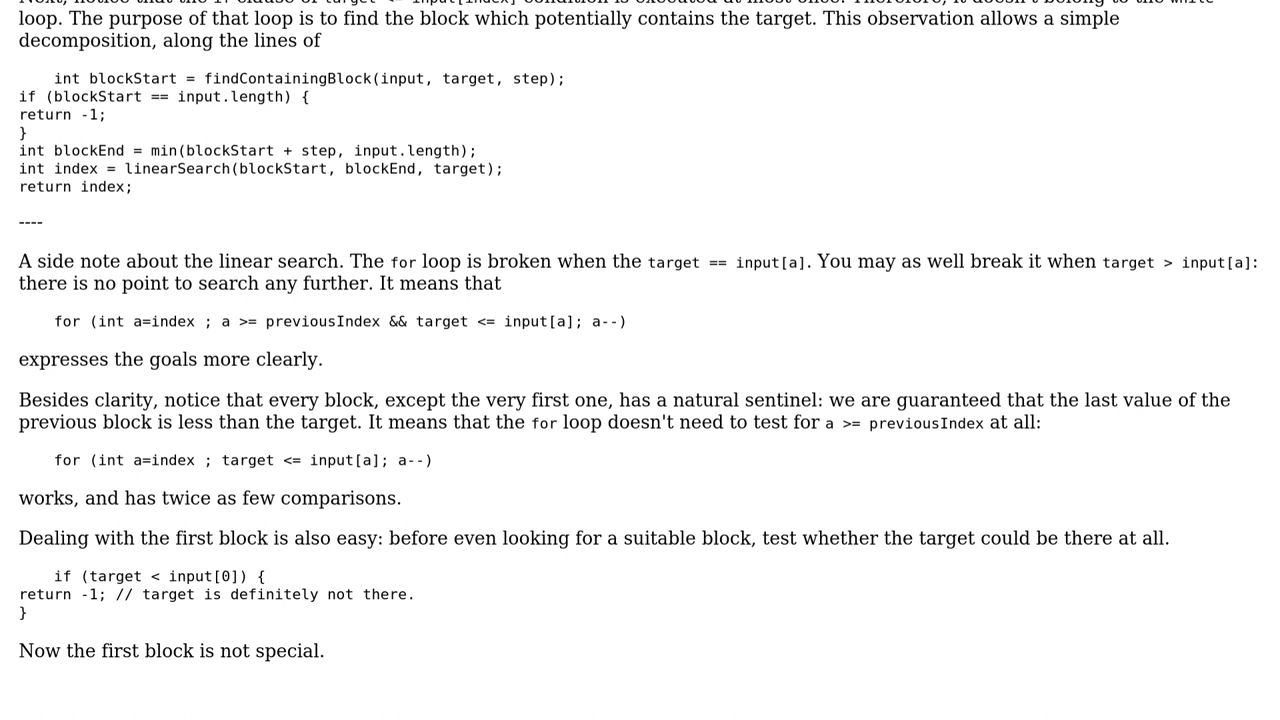 loop. The purpose of that loop is to find the block which potentially contains the target. This observation allows a simple
decomposition, along the lines of
int blockStart = findContainingBlock(input, target, step);
if (blockStart == input.length) {
return -1;
}
int blockEnd = min(blockStart + step, input.length);
int index = linearSearch(blockStart, blockEnd, target);
return index;
----
A side note about the linear search. The for loop is broken when the target == input[a]. You may as well break it when target > input[a]:
there is no point to search any further. It means that
for (int a=index ; a >= previousIndex && target <= input[a]; a--)
expresses the goals more clearly.
Besides clarity, notice that every block, except the very first one, has a natural sentinel: we are guaranteed that the last value of the
previous block is less than the target. It means that the for loop doesn't need to test for a >= previousIndex at all:
for (int a=index ; target <= input[a]; a--)
works, and has twice as few comparisons.
Dealing with the first block is also easy: before even looking for a suitable block, test whether the target could be there at all.
if (target < input[0]) {
return -1; // target is definitely not there.
}
Now the first block is not special.